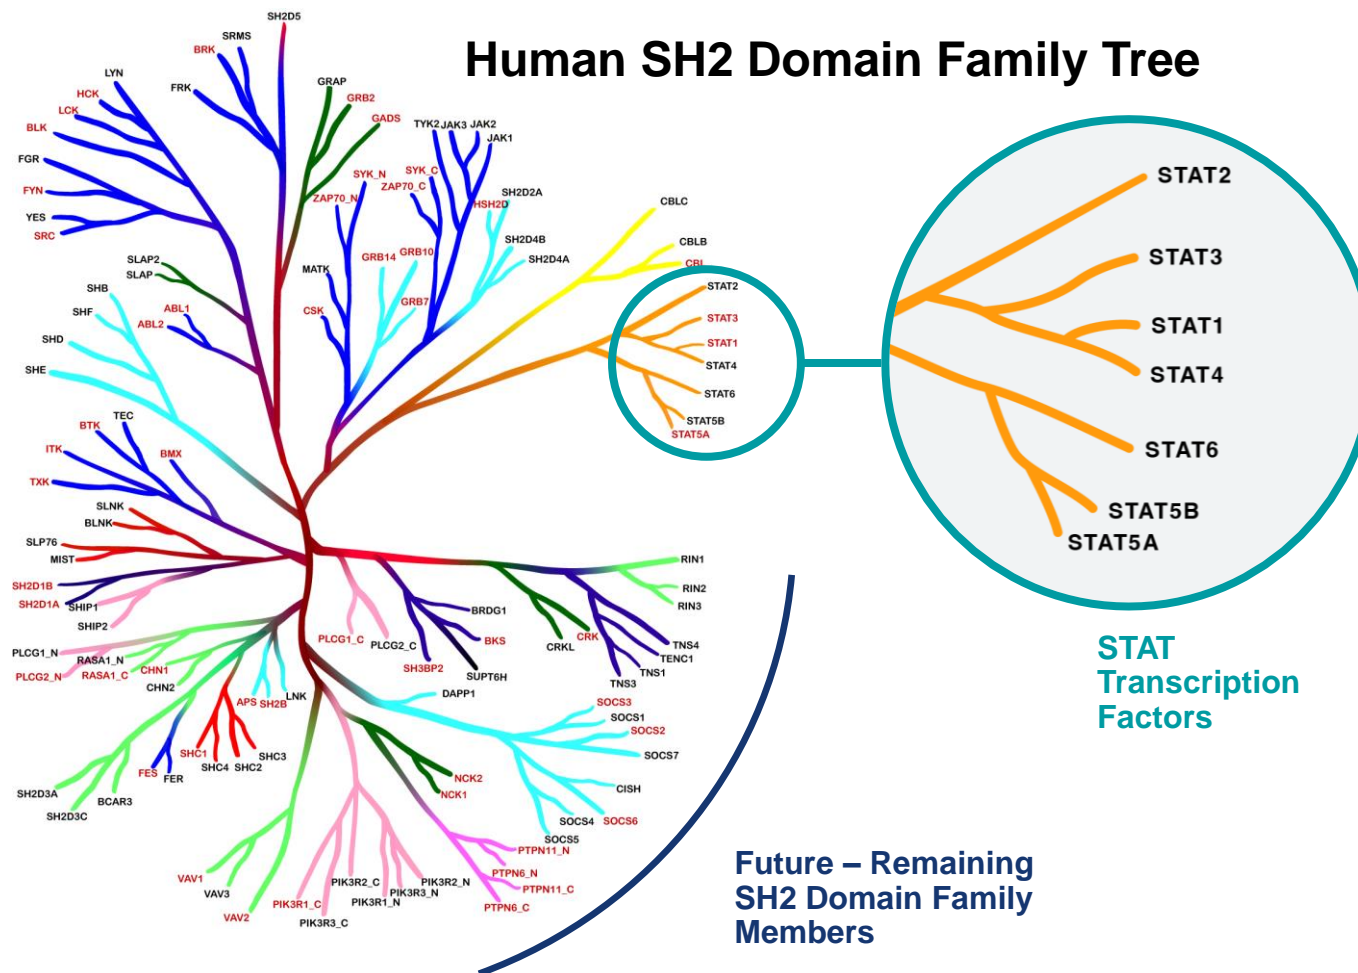 Human SH2 Domain Family Tree
SH2D5
SRMS
BRK
LYN
HCK
FRK
LCK
BLK
FGR
FYN
YES
SRC
GRAP
GRB2
GADS
TYK2
JAK3
JAK2
JAK1
SYK_N
SYK_C
ZAP70_N
ZAP70_C
HSH2D
SH2D2A
SH2D4B
SH2D4A
GRB14
GRB10
GRB7
MATK
CSK
SLAP2
SLAP
ABL1
ABL2
SHB
SHF
SHD
SHE
CBLC
CBLB
CBL
STAT2
STAT3
STAT1
STAT4
STAT6
STAT5B
STAT5A
STAT2
STAT3
STAT1
STAT4
STAT6
STAT5B
STAT5A
STAT
Transcription
Factors
TEC
BTK
ITK
BMX
TXK
SLNK
BLNK
SLP76
MIST
SH2D1B
SH2D1A
SHIP1
SHIP2
PLCG1_N
PLCG2_N
RASA1_N
RASA1_C
CHN1
CHN2
APS
SH2B
LNK
SHC1
SHC4
SHC2
SHC3
FES
FER
SH2D3A
SH2D3C
BCAR3
PLCG1_C
PLCG2_C
SH3BP2
BRDG1
BKS
SUPT6H
CRKL
CRK
RIN1
RIN2
RIN3
TNS4
TENC1
TNS1
TNS3
DAPP1
SOCS3
SOCS1
SOCS2
SOCS7
CISH
SOCS6
SOCS4
SOCS5
NCK2
NCK1
PTPN11_N
PTPN6_N
PTPN11_C
PTPN6_C
VAV1
VAV3
VAV2
PIK3R1_C
PIK3R3_C
PIK3R2_C
PIK3R1_N
PIK3R3_N
PIK3R2_N
Future – Remaining
SH2 Domain Family
Members